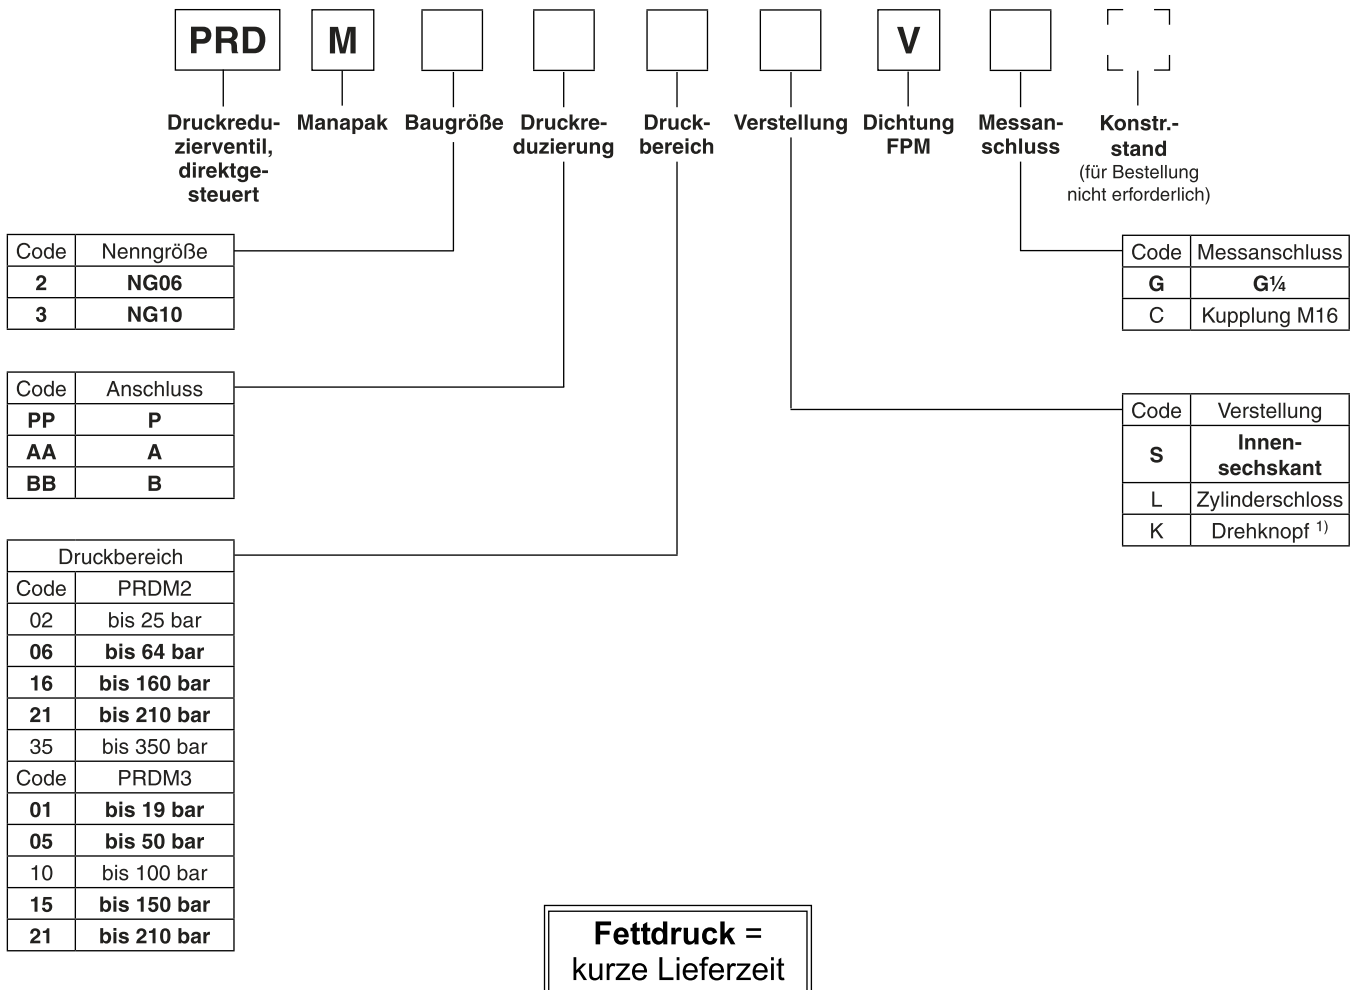 PRD M V
Druckredu-
zierventil,
direktge-
steuert
Manapak
Baugröße
Druckre-
duzierung
Druck-
bereich
Verstellung
Dichtung
FPM
Messan-
schluss
Konstr.-
stand
(für Bestellung
nicht erforderlich)
Code Nenngröße
2 NG06
3 NG10
Code Anschluss
PP P
AA A
BB B
Druckbereich
Code PRDM2
02 bis 25 bar
06 bis 64 bar
16 bis 160 bar
21 bis 210 bar
35 bis 350 bar
Code PRDM3
01 bis 19 bar
05 bis 50 bar
10 bis 100 bar
15 bis 150 bar
21 bis 210 bar
Code Messanschluss
G G¼
C Kupplung M16
Code Verstellung
S Innen-
sechskant
L Zylinderschloss
K Drehknopf 1)
Fettdruck =
kurze Lieferzeit